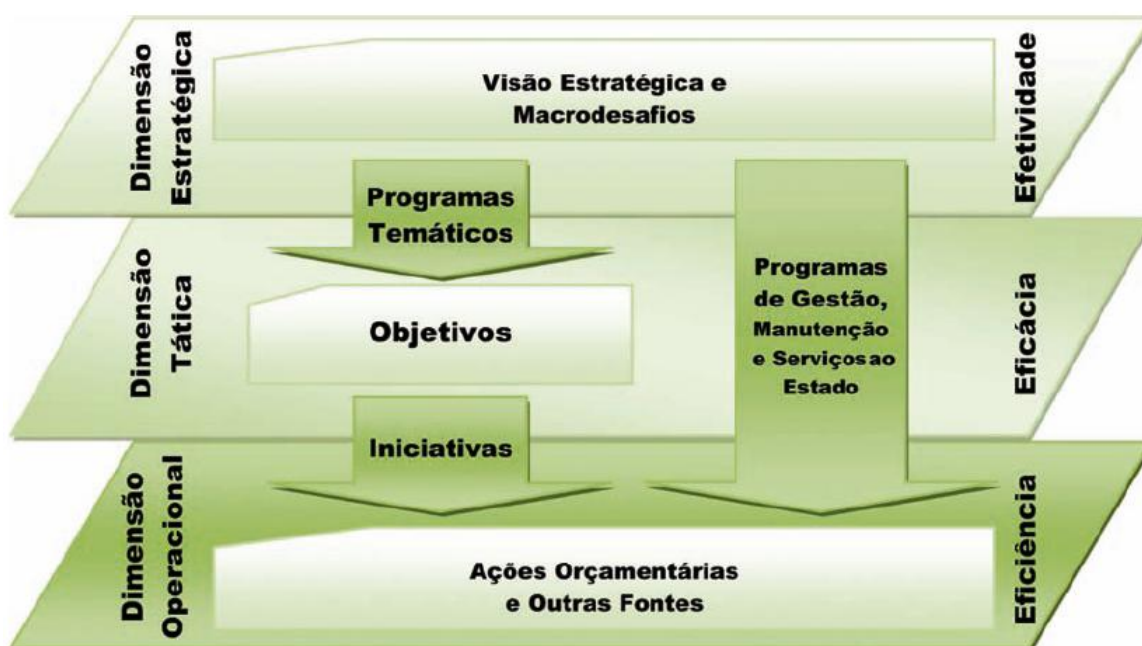 Dimensão
Estratégica
Visão Estratégica e
Macrodesafios
Efetividade
Programas
Temáticos
Dimensão
Tática
Objetivos
Programas
de Gestão,
Manutenção
e Serviços ao
Estado
Eficácia
Iniciativas
Dimensão
Operacional
Ações Orçamentárias
e Outras Fontes
Eficiência